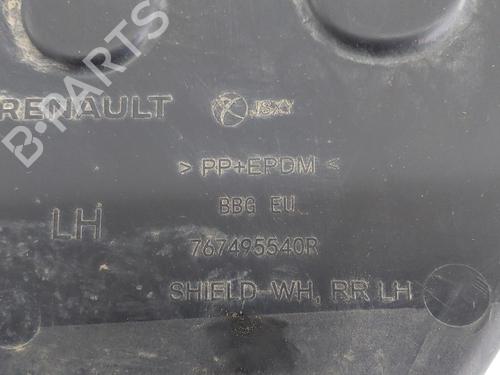 B-PARTS
RENAULT JSXY
> PP+EPDM <
BBG EU
LH
767495540R
SHIELD-WH, RR LH